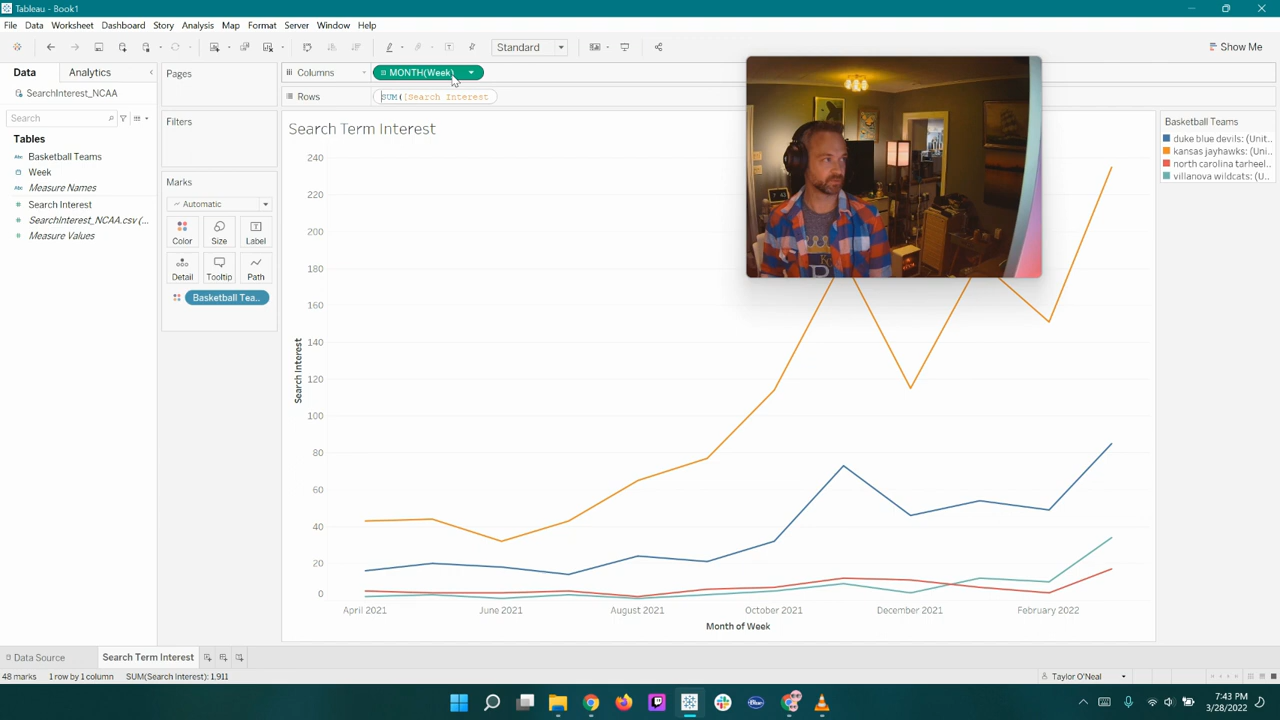 Tableau - Book1
File Data Worksheet Dashboard Story Analysis Map Format Server Window Help
Standard
Show Me
Data Analytics
SearchInterest_NCAA
Search
Tables
Basketball Teams
Week
Measure Names
Search Interest
SearchInterest_NCAA.csv (...
Measure Values
Pages
Filters
Marks
Automatic
Color Size Label
Detail Tooltip Path
Basketball Tea..
Columns MONTH(Week)
Rows SUM([Search Interest
Search Term Interest
240
220
200
180
160
140
120
100
80
60
40
20
0
Search Interest
April 2021 June 2021 August 2021 October 2021 December 2021 February 2022
Month of Week
Basketball Teams
duke blue devils: (Unit..
kansas jayhawks: (Uni..
north carolina tarheel..
villanova wildcats: (U..
Data Source Search Term Interest
48 marks 1 row by 1 column SUM(Search Interest): 1,911
Taylor O'Neal
7:43 PM
3/28/2022